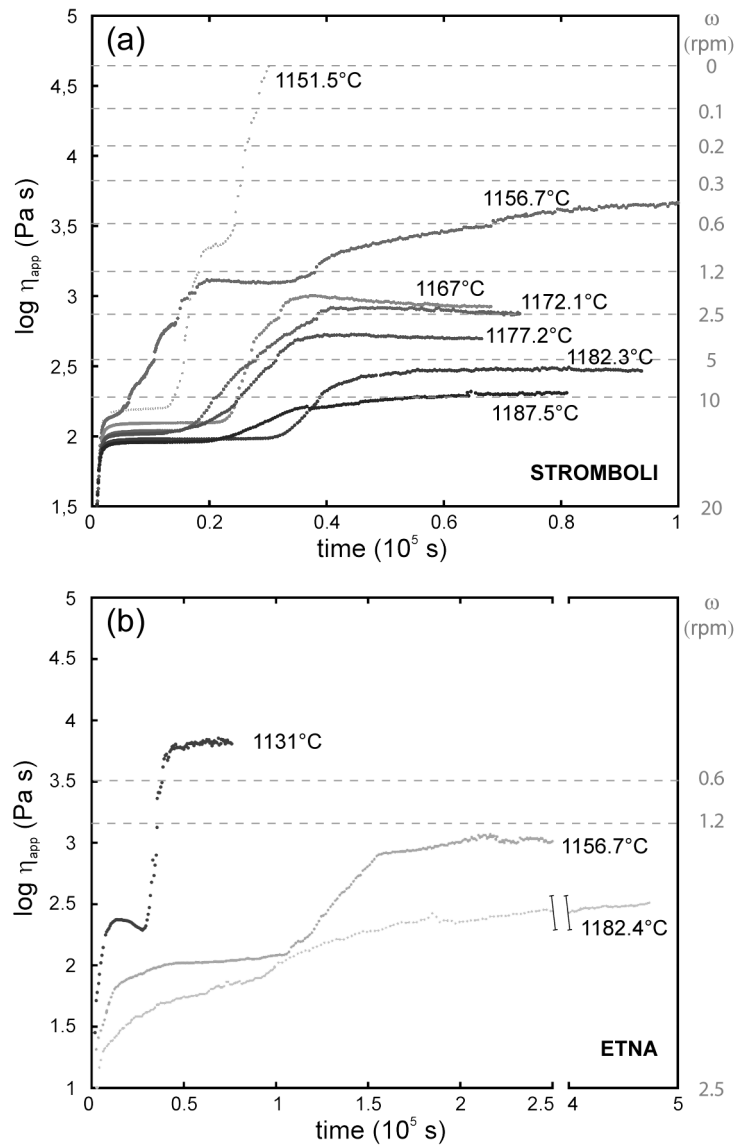 (a)
5
4,5
4
3,5
3
2,5
2
1,5
log ηapp (Pa s)
0
0.2
0.4
0.6
0.8
1
time (10⁵ s)
ω
(rpm)
0
0.1
0.2
0.3
0.6
1.2
2.5
5
10
20
1151.5°C
1156.7°C
1167°C
1172.1°C
1177.2°C
1182.3°C
1187.5°C
STROMBOLI
(b)
5
4.5
4
3.5
3
2.5
2
1.5
1
log ηapp (Pa s)
0
0.5
1
1.5
2
2.5
4
5
time (10⁵ s)
ω
(rpm)
0.6
1.2
2.5
1131°C
1156.7°C
1182.4°C
ETNA